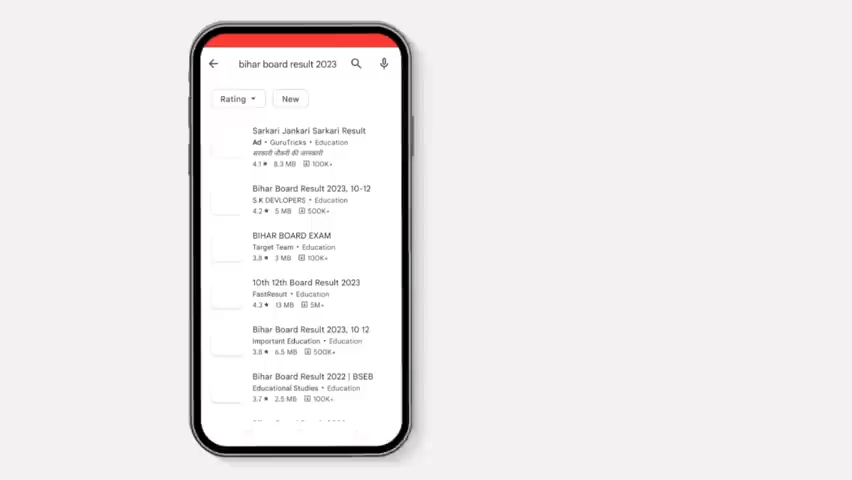 bihar board result 2023
Rating
New
Sarkari Jankari Sarkari Result
Ad • GuruTricks • Education
सरकारी नौकरी की जानकारी
4.1★ 8.3 MB 100K+
Bihar Board Result 2023, 10-12
S.K DEVLOPERS • Education
4.2★ 5 MB 500K+
BIHAR BOARD EXAM
Target Team • Education
3.8★ 3 MB 100K+
10th 12th Board Result 2023
FastResult • Education
4.3★ 13 MB 5M+
Bihar Board Result 2023, 10 12
Important Education • Education
3.8★ 6.5 MB 500K+
Bihar Board Result 2022 | BSEB
Educational Studies • Education
3.7★ 2.5 MB 100K+